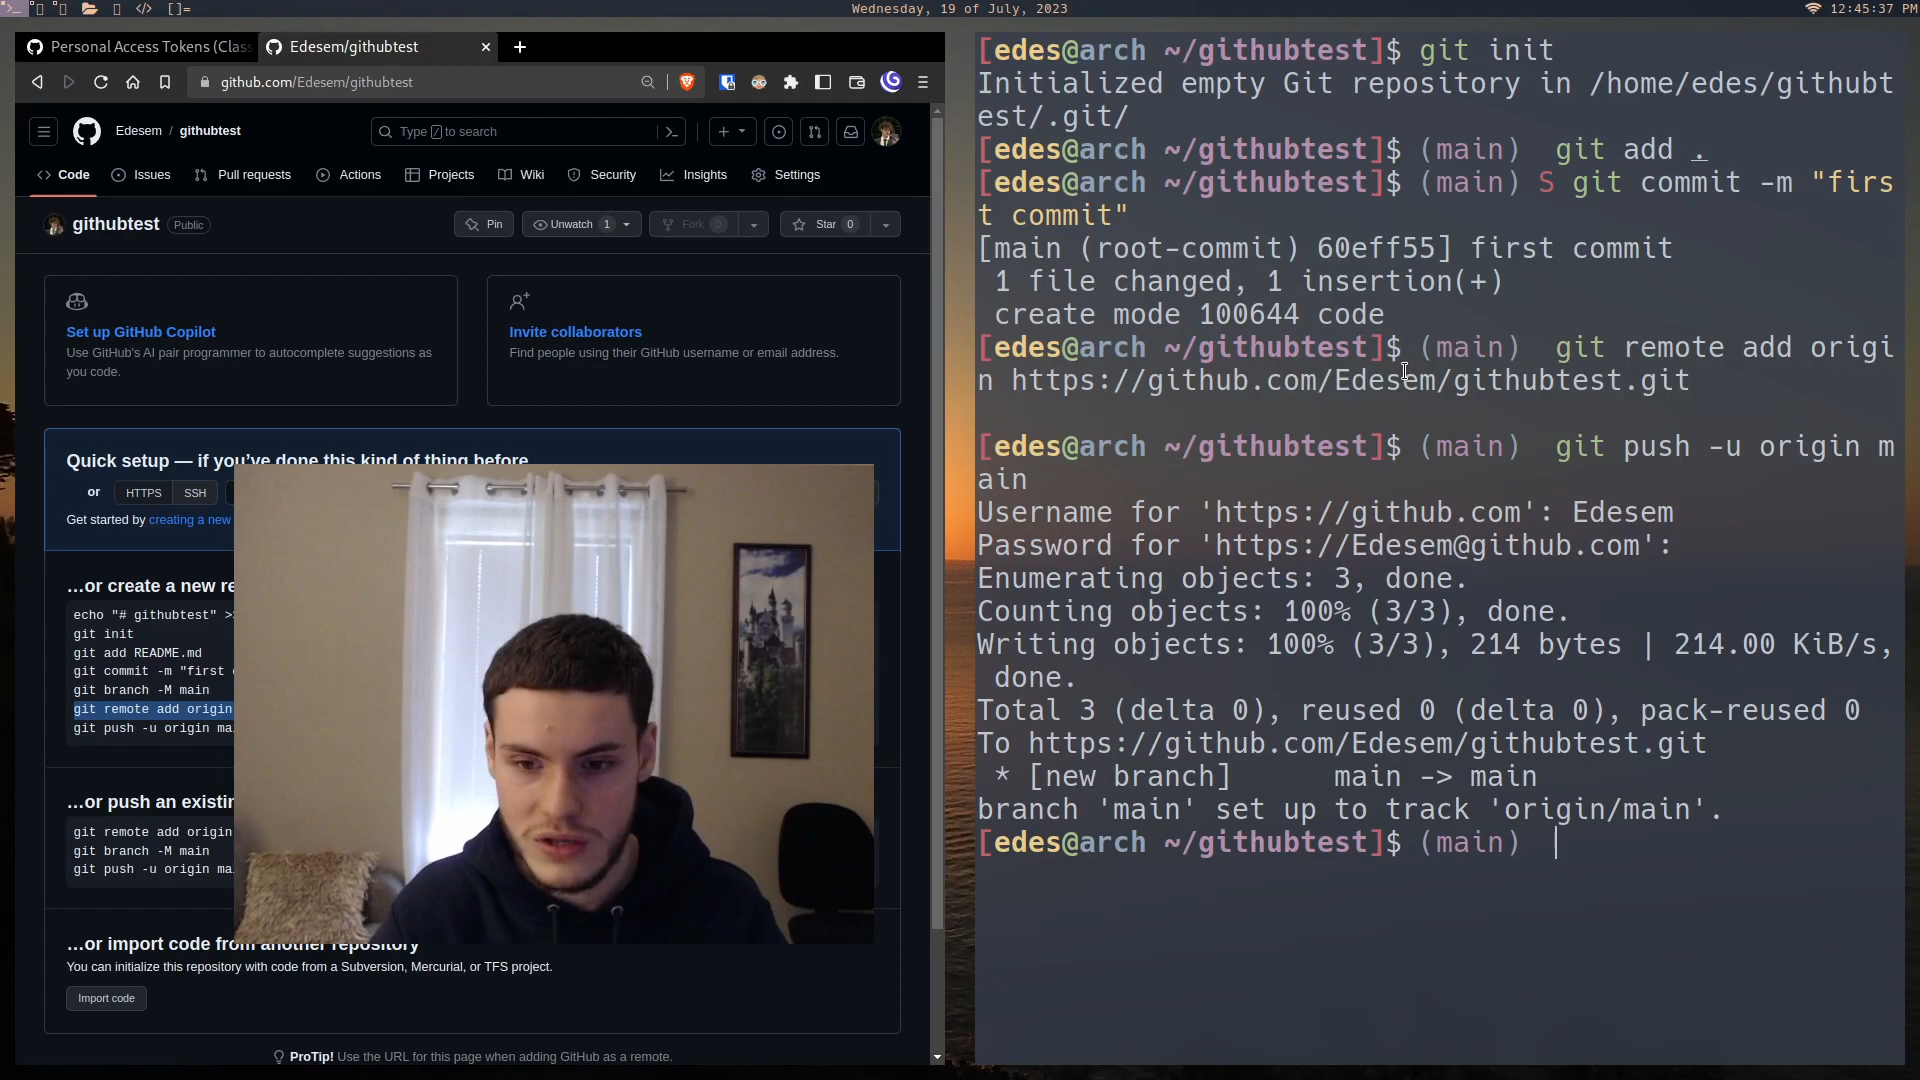 Wednesday, 19 of July, 2023
12:45:37 PM
Personal Access Tokens (Clas
Edesem/githubtest
github.com/Edesem/githubtest
Edesem / githubtest
Type / to search
Code
Issues
Pull requests
Actions
Projects
Wiki
Security
Insights
Settings
githubtest
Public
Pin
Unwatch 1
Fork 0
Star 0
Set up GitHub Copilot
Use GitHub's AI pair programmer to autocomplete suggestions as
you code.
Invite collaborators
Find people using their GitHub username or email address.
Quick setup — if you've done this kind of thing before
or HTTPS SSH
Get started by creating a new
...or create a new re
echo "# githubtest" >>
git init
git add README.md
git commit -m "first
git branch -M main
git remote add origin
git push -u origin ma
...or push an existin
git remote add origin
git branch -M main
git push -u origin ma
...or import code from another repository
You can initialize this repository with code from a Subversion, Mercurial, or TFS project.
Import code
ProTip! Use the URL for this page when adding GitHub as a remote.
[edes@arch ~/githubtest]$ git init
Initialized empty Git repository in /home/edes/githubt
est/.git/
[edes@arch ~/githubtest]$ (main) git add .
[edes@arch ~/githubtest]$ (main) S git commit -m "firs
t commit"
[main (root-commit) 60eff55] first commit
1 file changed, 1 insertion(+)
create mode 100644 code
[edes@arch ~/githubtest]$ (main) git remote add origi
n https://github.com/Edesem/githubtest.git
[edes@arch ~/githubtest]$ (main) git push -u origin m
ain
Username for 'https://github.com': Edesem
Password for 'https://Edesem@github.com':
Enumerating objects: 3, done.
Counting objects: 100% (3/3), done.
Writing objects: 100% (3/3), 214 bytes | 214.00 KiB/s,
done.
Total 3 (delta 0), reused 0 (delta 0), pack-reused 0
To https://github.com/Edesem/githubtest.git
* [new branch] main -> main
branch 'main' set up to track 'origin/main'.
[edes@arch ~/githubtest]$ (main)